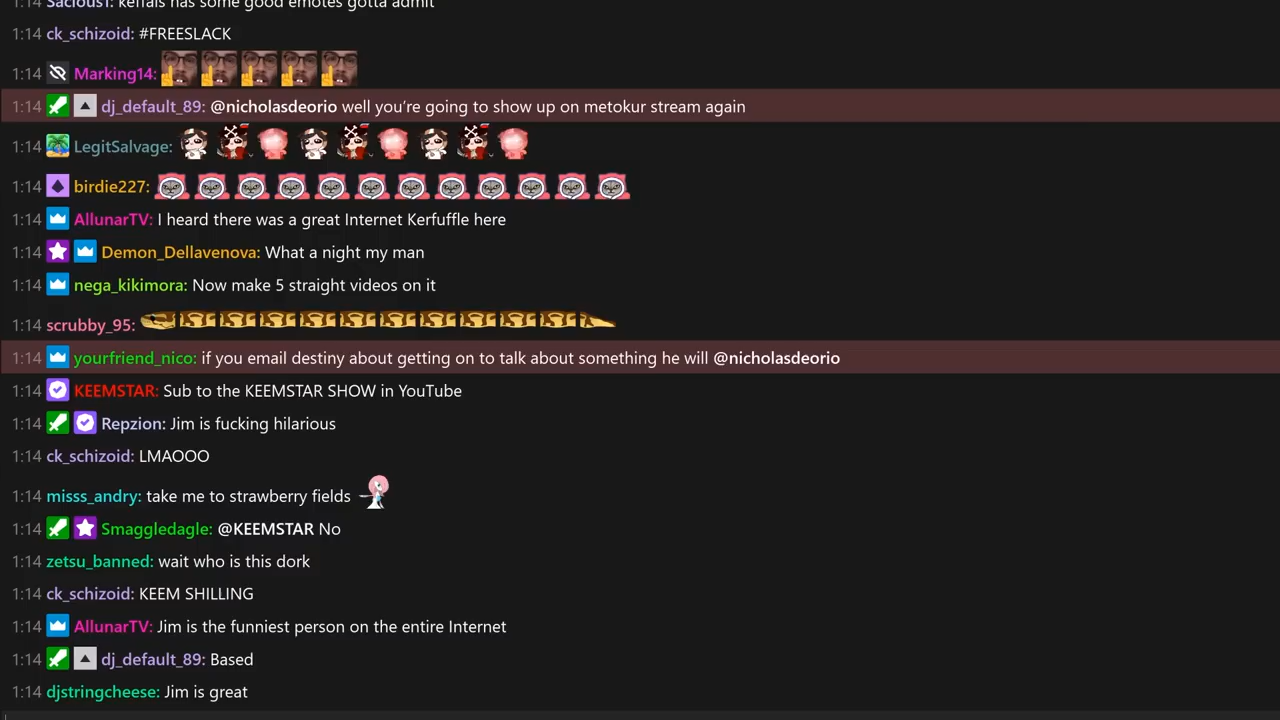 1:14 Sacious1: keffals has some good emotes gotta admit
1:14 ck_schizoid: #FREESLACK
1:14 Marking14:
1:14 dj_default_89: @nicholasdeorio well you’re going to show up on metokur stream again
1:14 LegitSalvage:
1:14 birdie227:
1:14 AllunarTV: I heard there was a great Internet Kerfuffle here
1:14 Demon_Dellavenova: What a night my man
1:14 nega_kikimora: Now make 5 straight videos on it
1:14 scrubby_95:
1:14 yourfriend_nico: if you email destiny about getting on to talk about something he will @nicholasdeorio
1:14 KEEMSTAR: Sub to the KEEMSTAR SHOW in YouTube
1:14 Repzion: Jim is fucking hilarious
1:14 ck_schizoid: LMAOOO
1:14 misss_andry: take me to strawberry fields
1:14 Smaggledagle: @KEEMSTAR No
1:14 zetsu_banned: wait who is this dork
1:14 ck_schizoid: KEEM SHILLING
1:14 AllunarTV: Jim is the funniest person on the entire Internet
1:14 dj_default_89: Based
1:14 djstringcheese: Jim is great